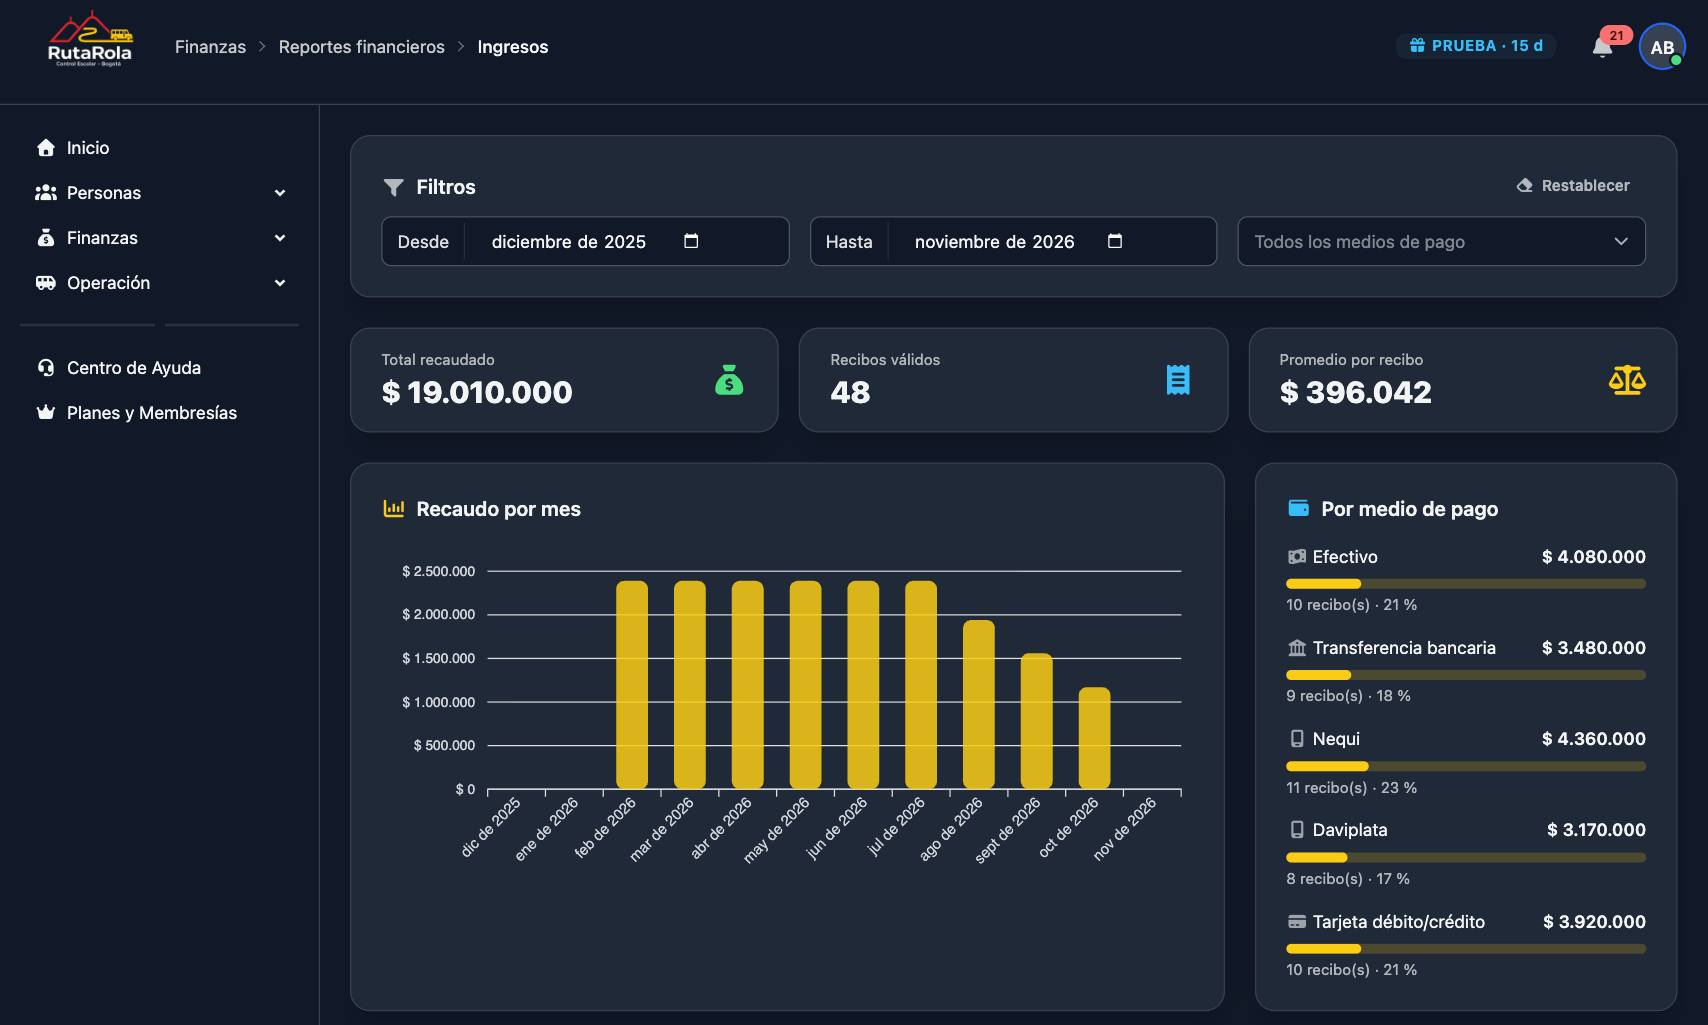 RutaRola
Control Escolar - Bogotá
Finanzas > Reportes financieros > Ingresos
PRUEBA · 15 d
21
AB
Inicio
Personas
Finanzas
Operación
Centro de Ayuda
Planes y Membresías
Filtros
Restablecer
Desde diciembre de 2025
Hasta noviembre de 2026
Todos los medios de pago
Total recaudado
$ 19.010.000
Recibos válidos
48
Promedio por recibo
$ 396.042
Recaudo por mes
$ 2.500.000
$ 2.000.000
$ 1.500.000
$ 1.000.000
$ 500.000
$ 0
dic de 2025
ene de 2026
feb de 2026
mar de 2026
abr de 2026
may de 2026
jun de 2026
jul de 2026
ago de 2026
sept de 2026
oct de 2026
nov de 2026
Por medio de pago
Efectivo $ 4.080.000
10 recibo(s) · 21 %
Transferencia bancaria $ 3.480.000
9 recibo(s) · 18 %
Nequi $ 4.360.000
11 recibo(s) · 23 %
Daviplata $ 3.170.000
8 recibo(s) · 17 %
Tarjeta débito/crédito $ 3.920.000
10 recibo(s) · 21 %